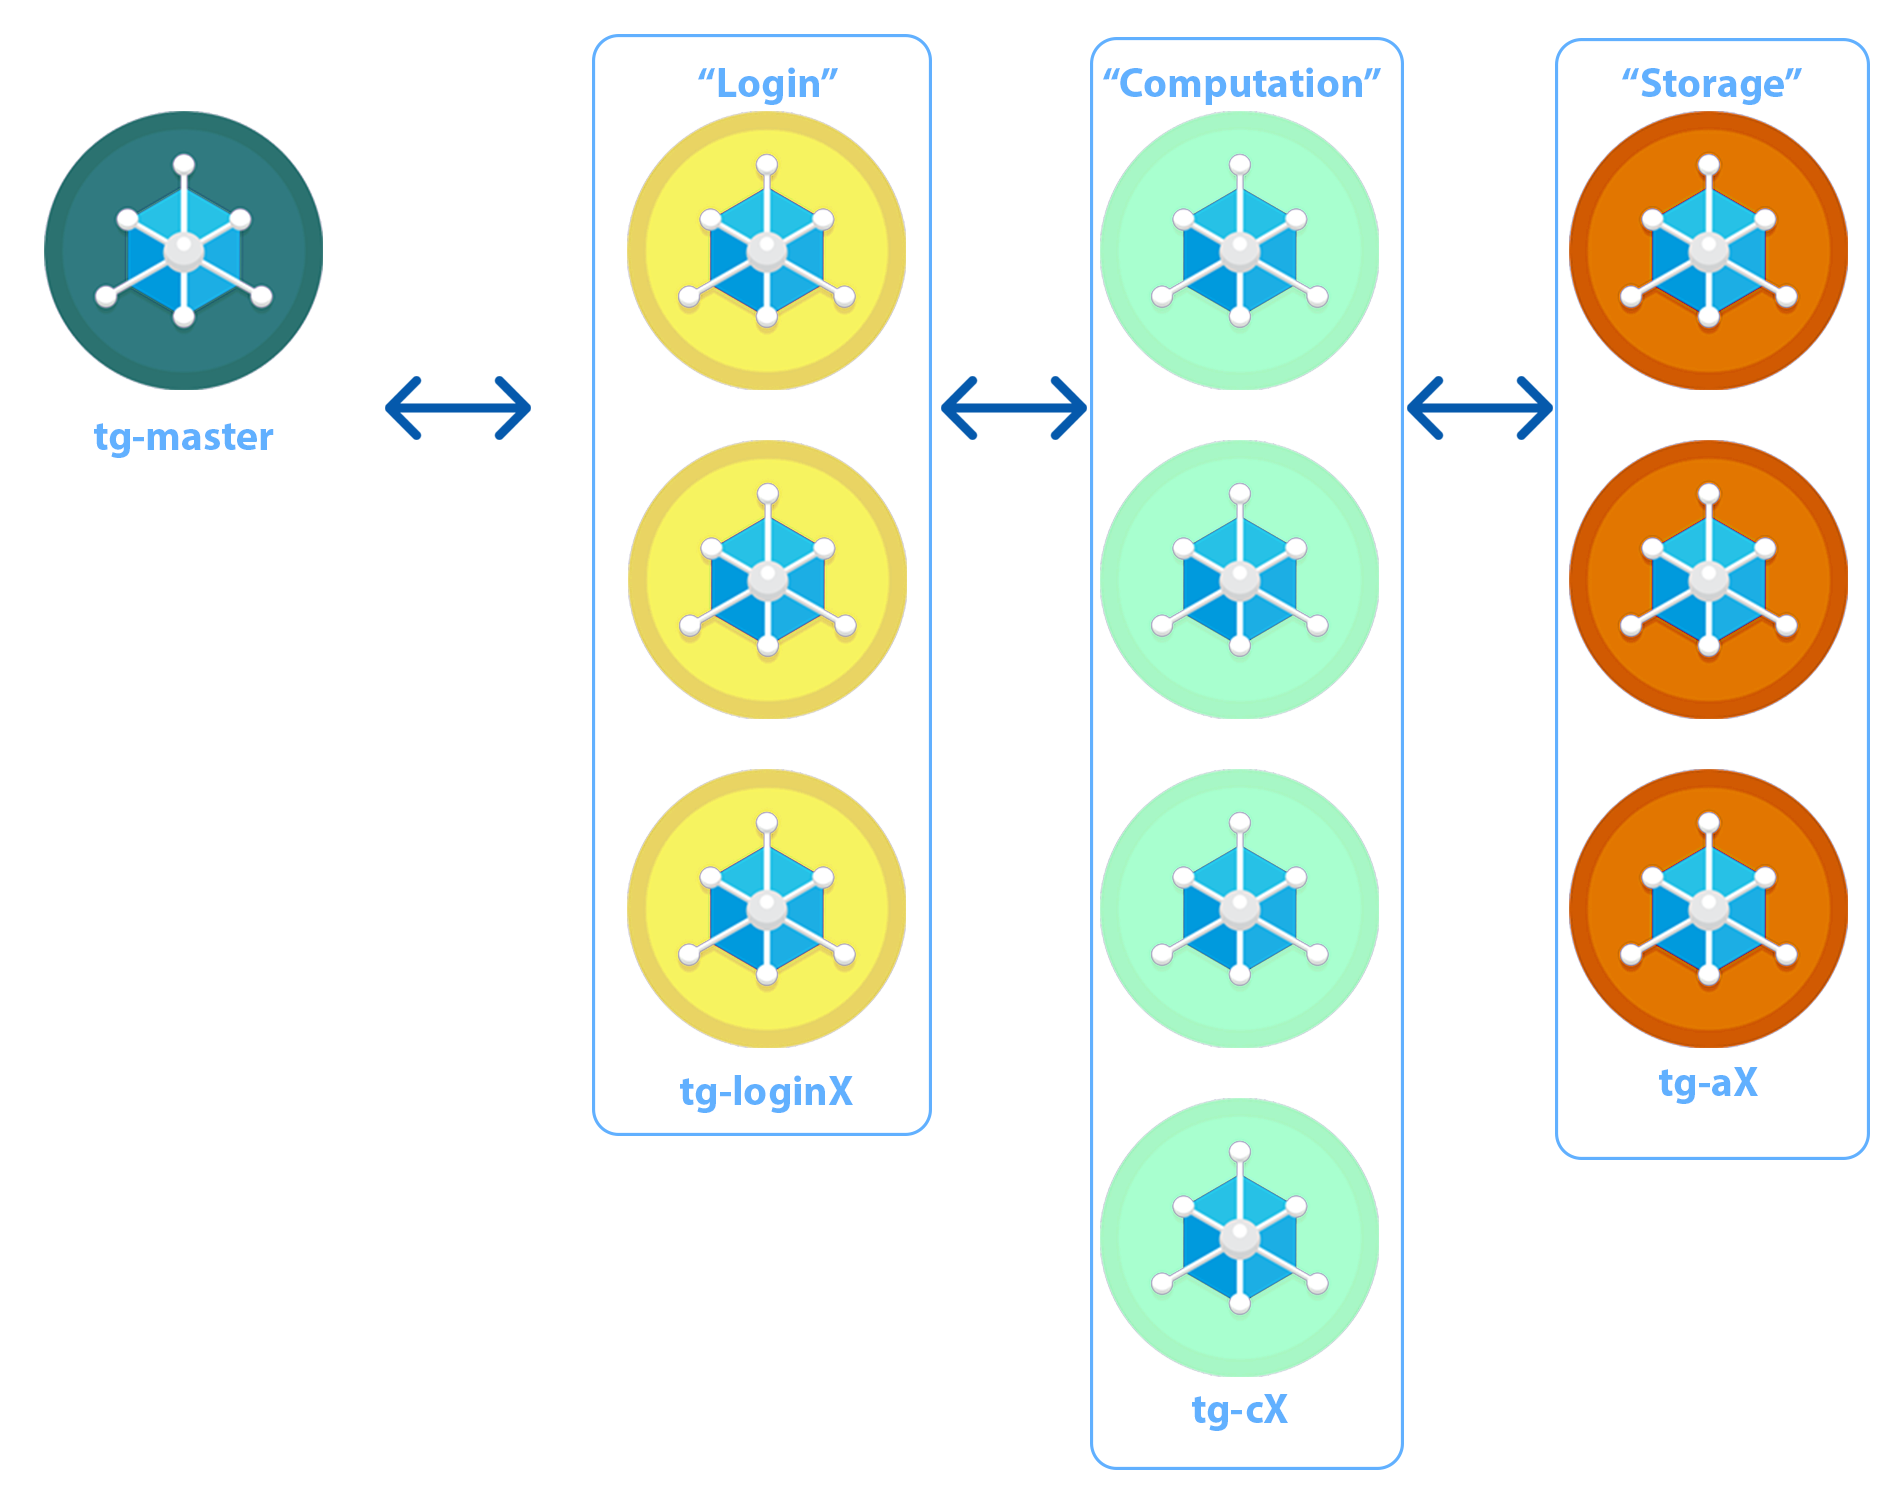 “Login”
“Computation”
“Storage”
tg-master
tg-loginX
tg-aX
tg-cX